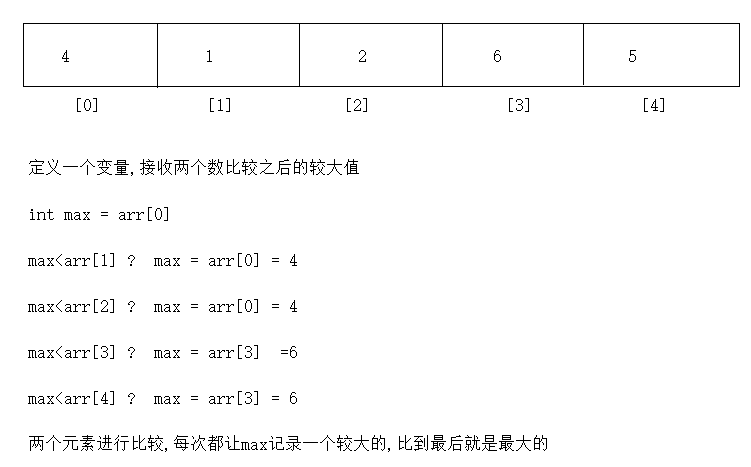 4 1 2 6 5
[0] [1] [2] [3] [4]
定义一个变量,接收两个数比较之后的较大值
int max = arr[0]
max<arr[1] ? max = arr[0] = 4
max<arr[2] ? max = arr[0] = 4
max<arr[3] ? max = arr[3] =6
max<arr[4] ? max = arr[3] = 6
两个元素进行比较,每次都让max记录一个较大的,比到最后就是最大的